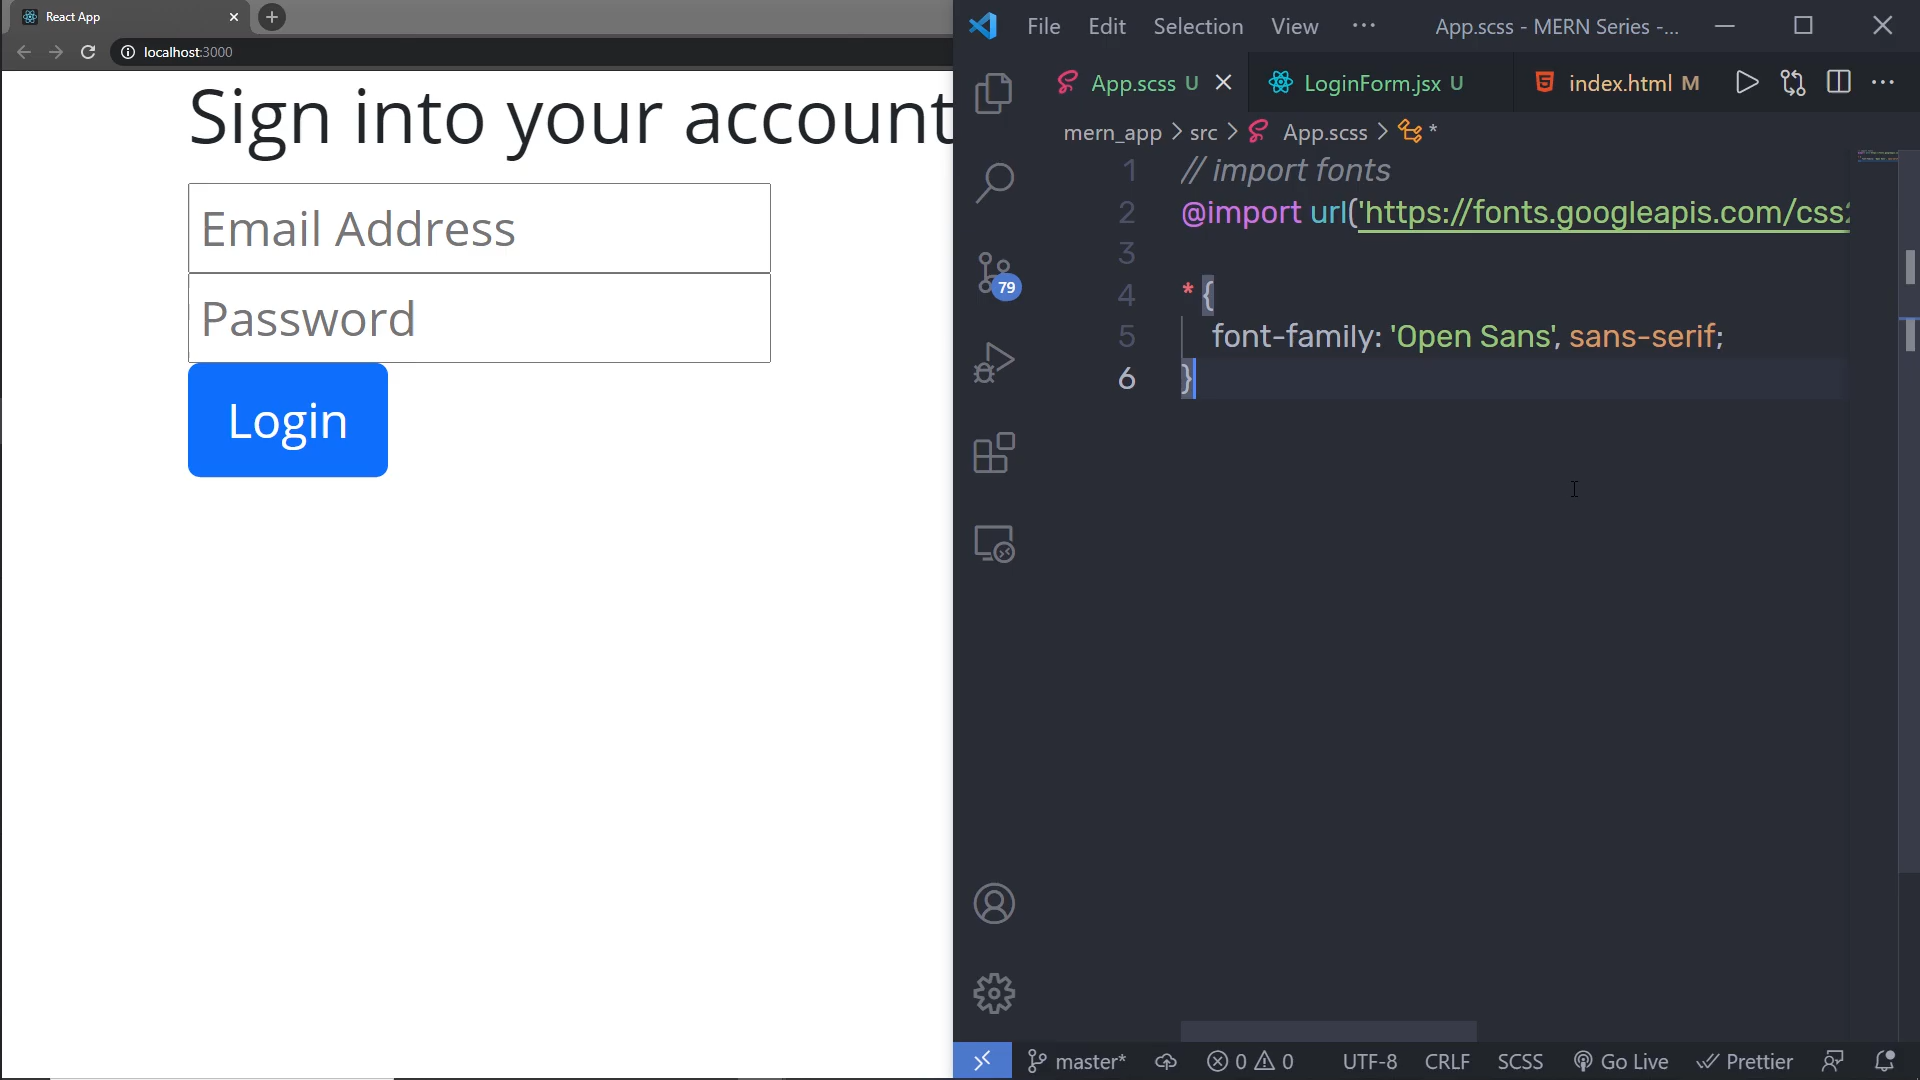 React App
localhost:3000
Sign into your account
Email Address
Password
Login
File Edit Selection View ··· App.scss - MERN Series -...
App.scss U LoginForm.jsx U index.html M
mern_app > src > App.scss > *
1 // import fonts
2 @import url('https://fonts.googleapis.com/css2
3
4 * {
5 font-family: 'Open Sans', sans-serif;
6 }
79
master* 0 0 UTF-8 CRLF SCSS Go Live Prettier